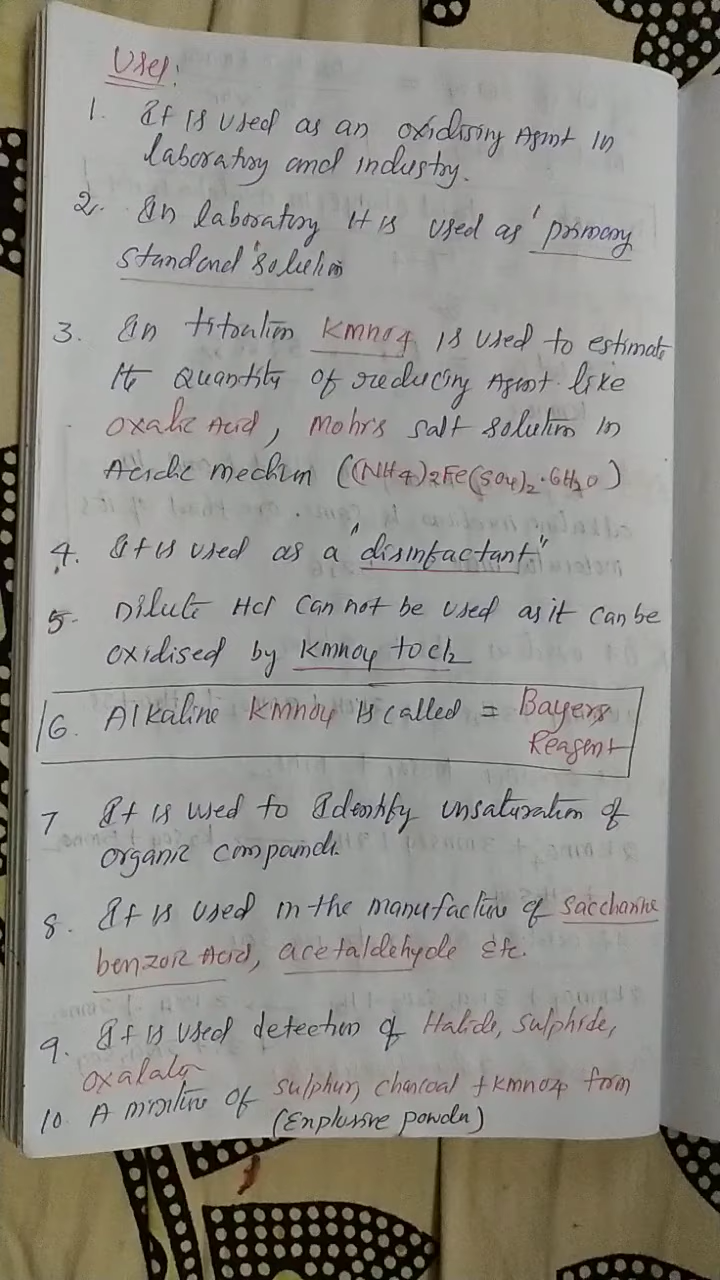 Uses:
1. It is used as an oxidising Agent in
laboratory and industry.
2. In laboratory it is used as 'primary
standard' solution
3. In titration KMnO4 is used to estimate
the Quantity of reducing Agent like
Oxalic Acid, Mohr's salt solution in
Acidic medium ((NH4)2Fe(SO4)2·6H2O)
4. It is used as a "disinfactant"
5. Dilute HCl can not be used as it can be
oxidised by KMnO4 to Cl2
6. Alkaline KMnO4 is called = Bayers
Reagent
7 It is used to Identify unsaturation of
organic compounds.
8. It is used in the manufacture of saccharine
benzoic Acid, acetaldehyde Etc.
9. It is used detection of Halide, sulphide,
oxalate
10. A mixture of sulphur, charcoal + KMnO4 form
(Explosive powder)